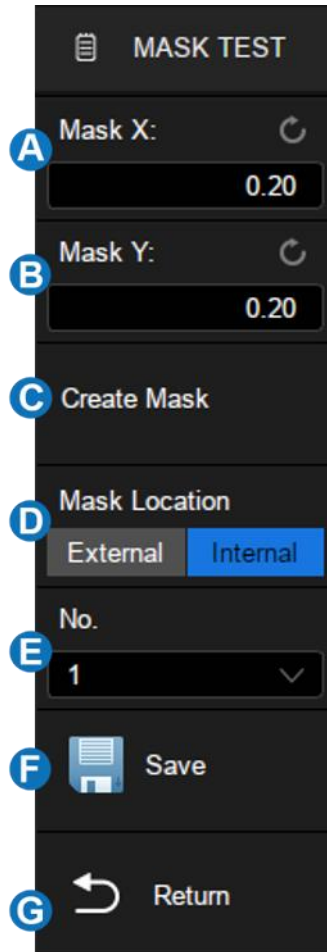 MASK TEST
A
Mask X:
0.20
B
Mask Y:
0.20
C
Create Mask
D
Mask Location
External Internal
E
No.
1
F
Save
G
Return